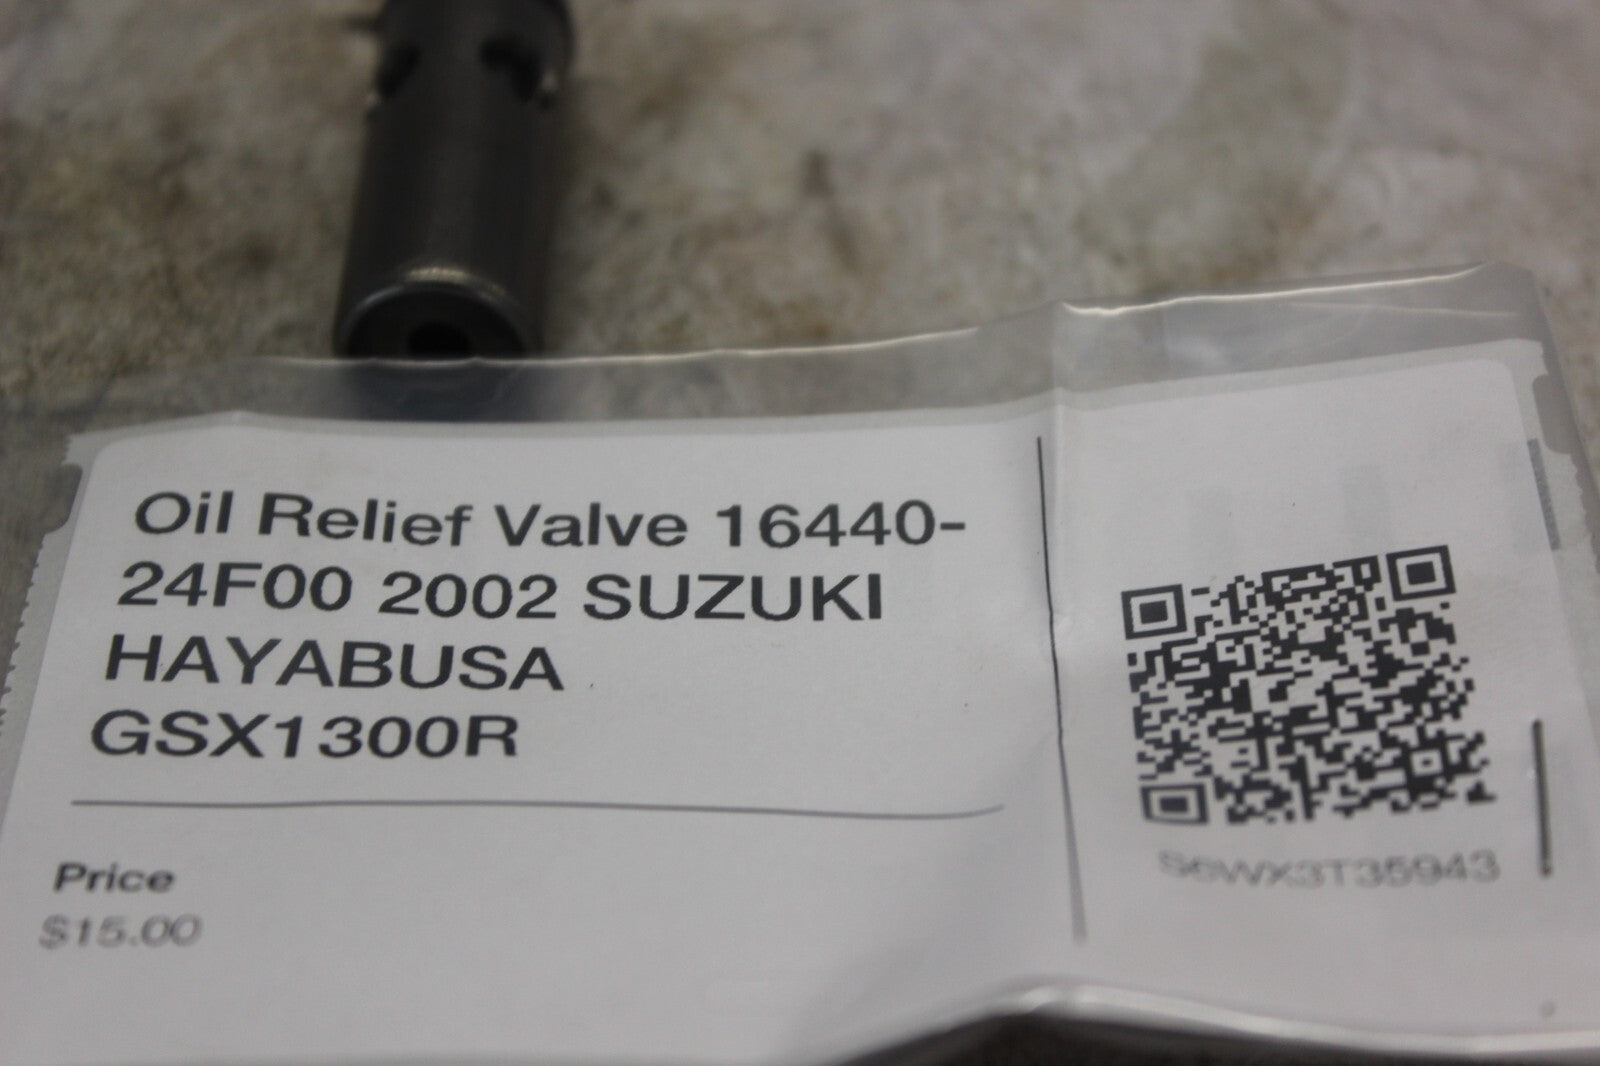 Oil Relief Valve 16440-
24F00 2002 SUZUKI
HAYABUSA
GSX1300R
Price
$15.00
S6WX3T35943